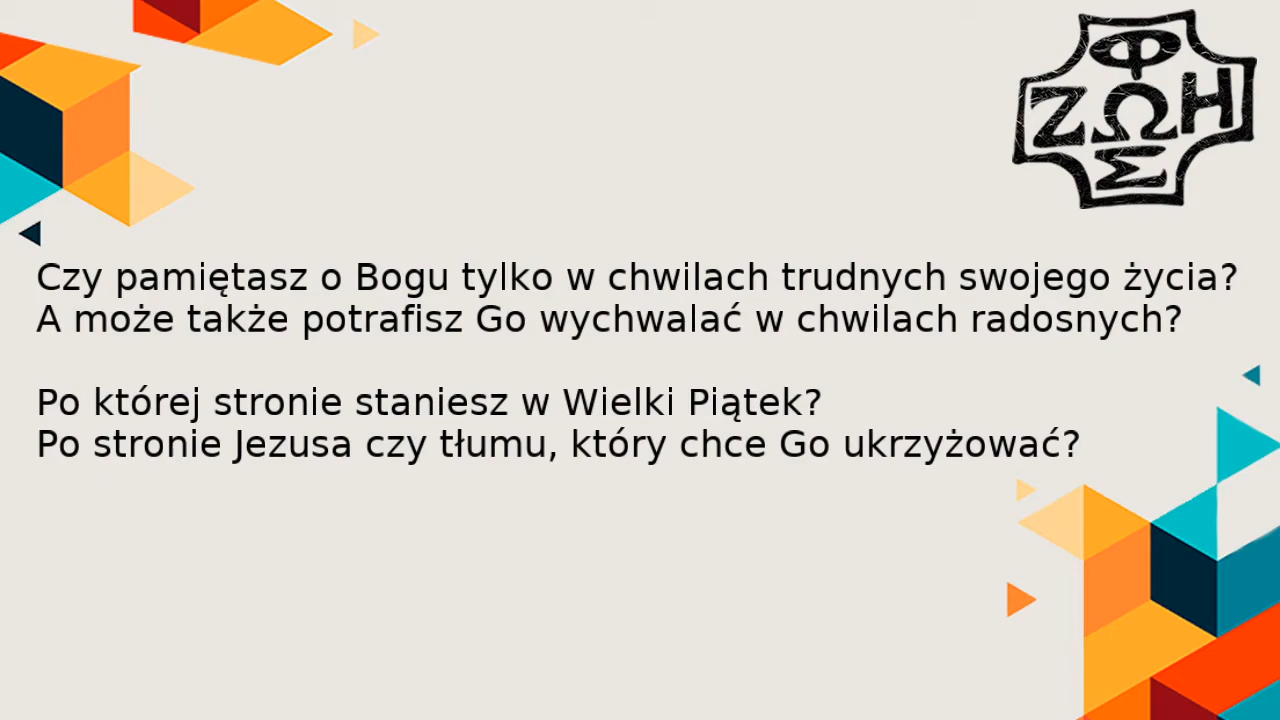 Φ
ΖΩΗ
Σ
Czy pamiętasz o Bogu tylko w chwilach trudnych swojego życia?
A może także potrafisz Go wychwalać w chwilach radosnych?
Po której stronie staniesz w Wielki Piątek?
Po stronie Jezusa czy tłumu, który chce Go ukrzyżować?